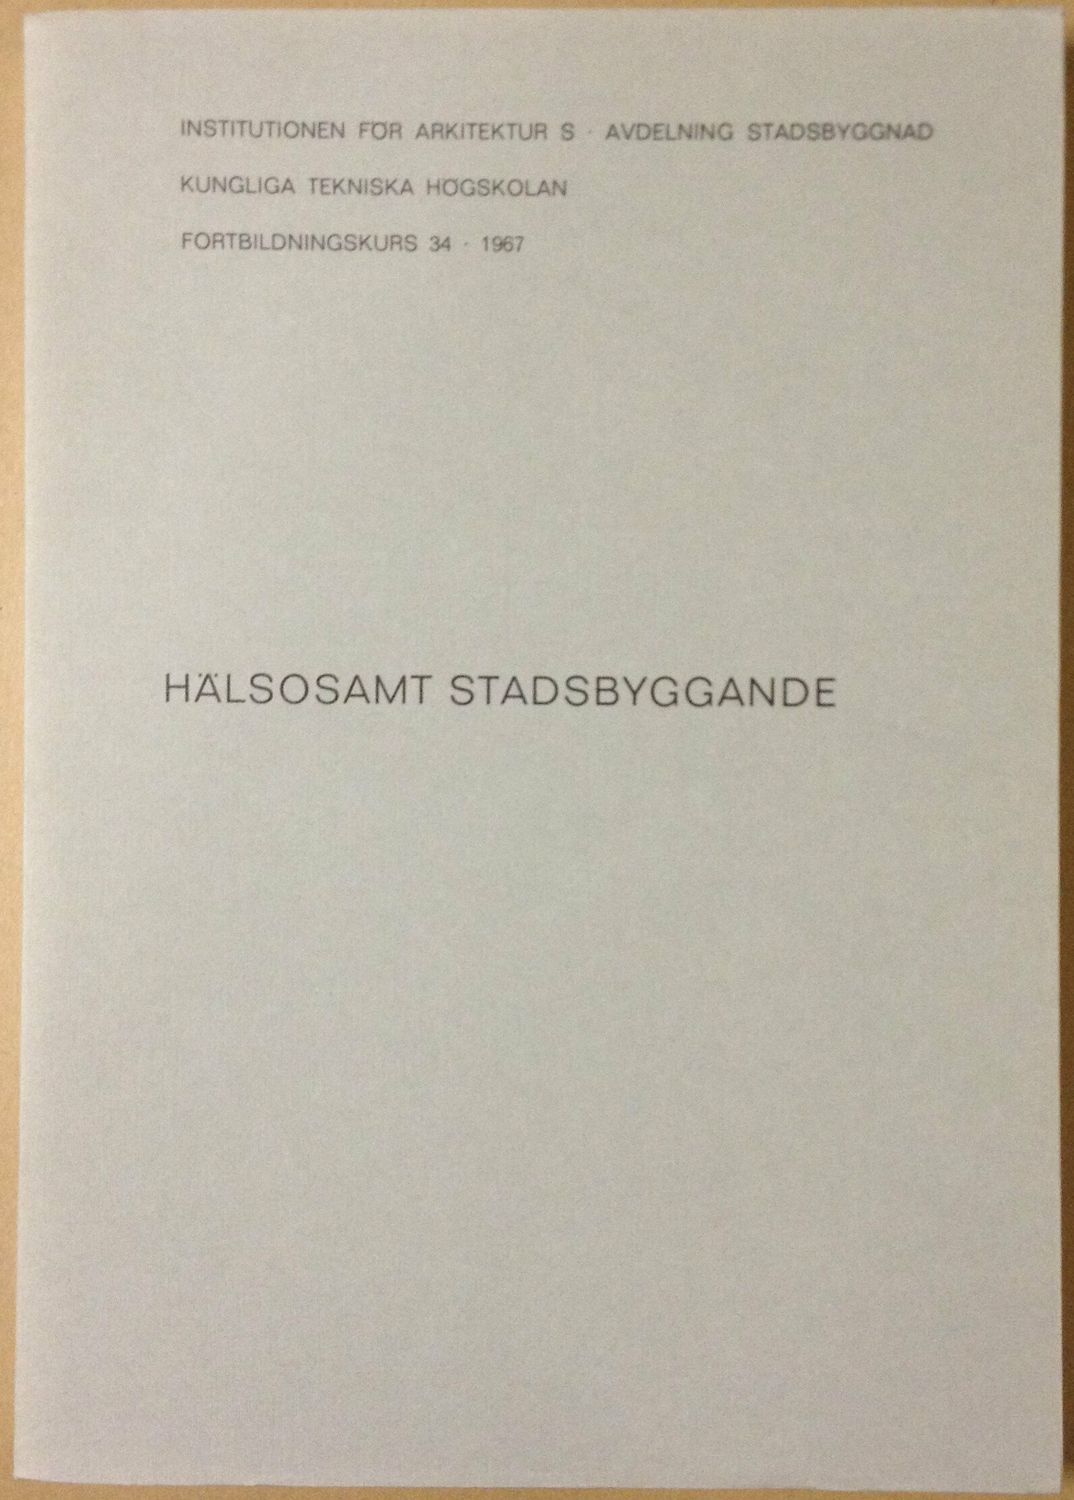 INSTITUTIONEN FÖR ARKITEKTUR S · AVDELNING STADSBYGGNAD
KUNGLIGA TEKNISKA HÖGSKOLAN
FORTBILDNINGSKURS 34 · 1967
HÄLSOSAMT STADSBYGGANDE